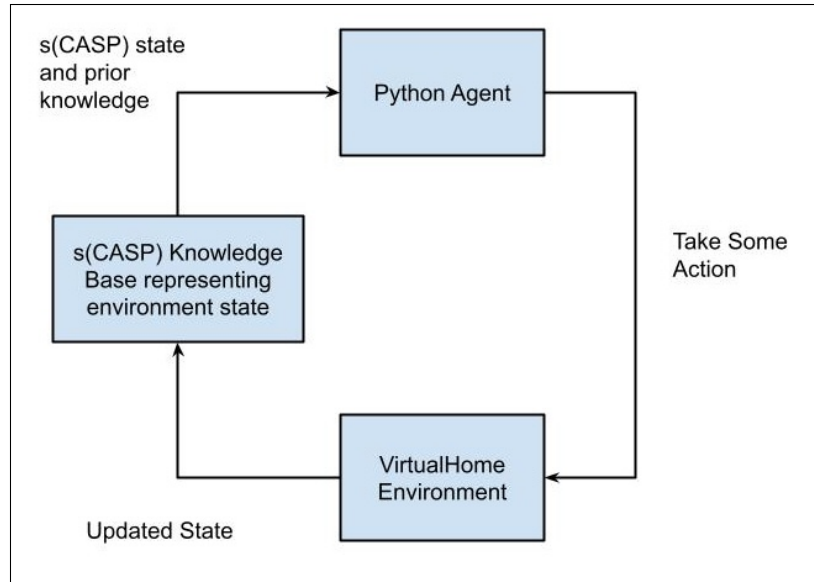 s(CASP) state
and prior
knowledge
Python Agent
s(CASP) Knowledge
Base representing
environment state
Take Some
Action
VirtualHome
Environment
Updated State